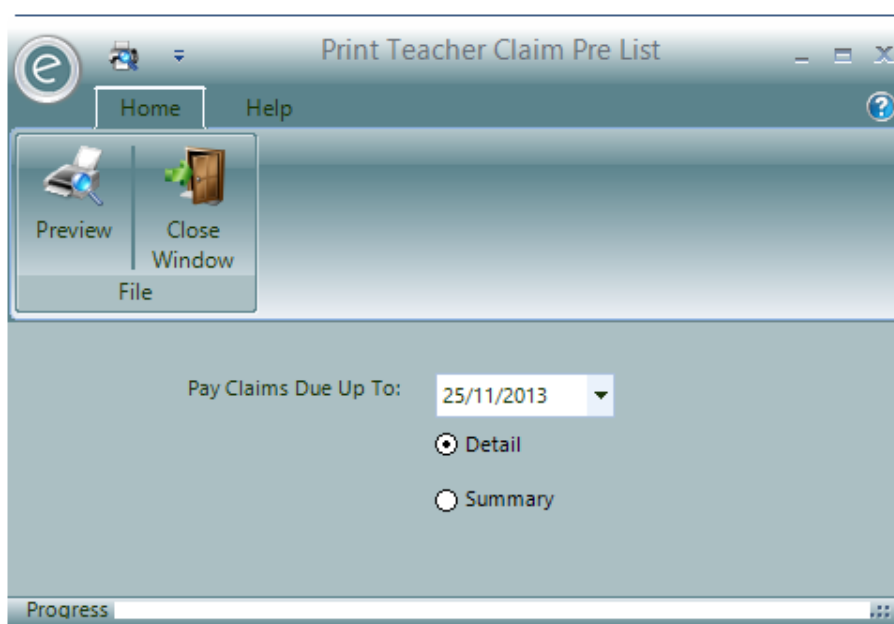 e
Print Teacher Claim Pre List
Home Help
Preview
Close
Window
File
Pay Claims Due Up To: 25/11/2013
Detail
Summary
Progress